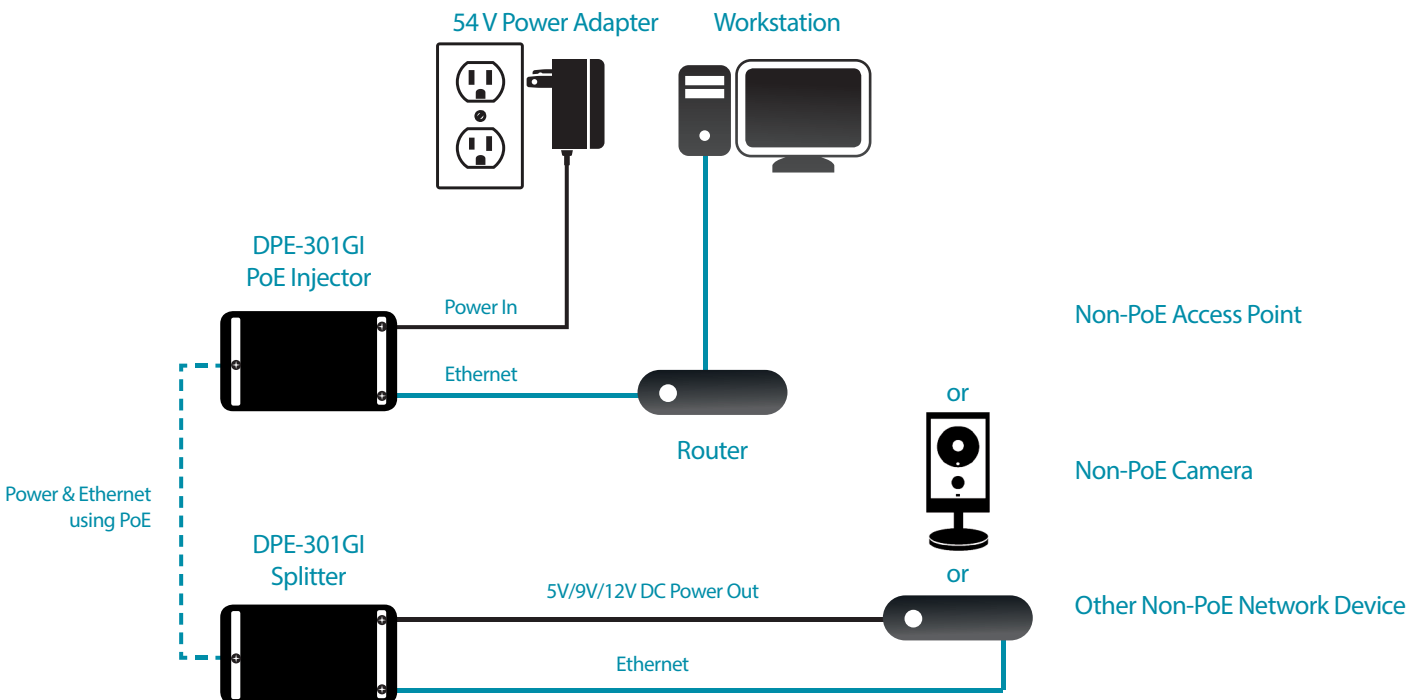 54 V Power Adapter
Workstation
DPE-301GI
PoE Injector
Power In
Ethernet
Non-PoE Access Point
or
Router
Non-PoE Camera
Power & Ethernet
using PoE
DPE-301GI
Splitter
or
5V/9V/12V DC Power Out
Other Non-PoE Network Device
Ethernet